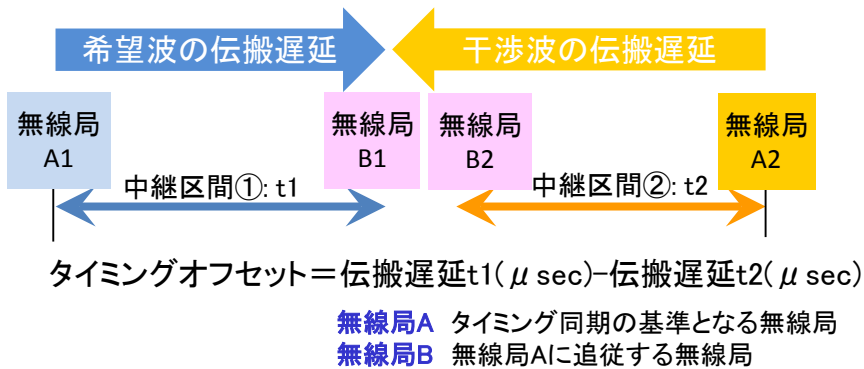 希望波の伝搬遅延
干渉波の伝搬遅延
無線局
A1
無線局
B1
無線局
B2
無線局
A2
中継区間①: t1
中継区間②: t2
タイミングオフセット＝伝搬遅延t1(μsec)-伝搬遅延t2(μsec)
無線局A タイミング同期の基準となる無線局
無線局B 無線局Aに追従する無線局